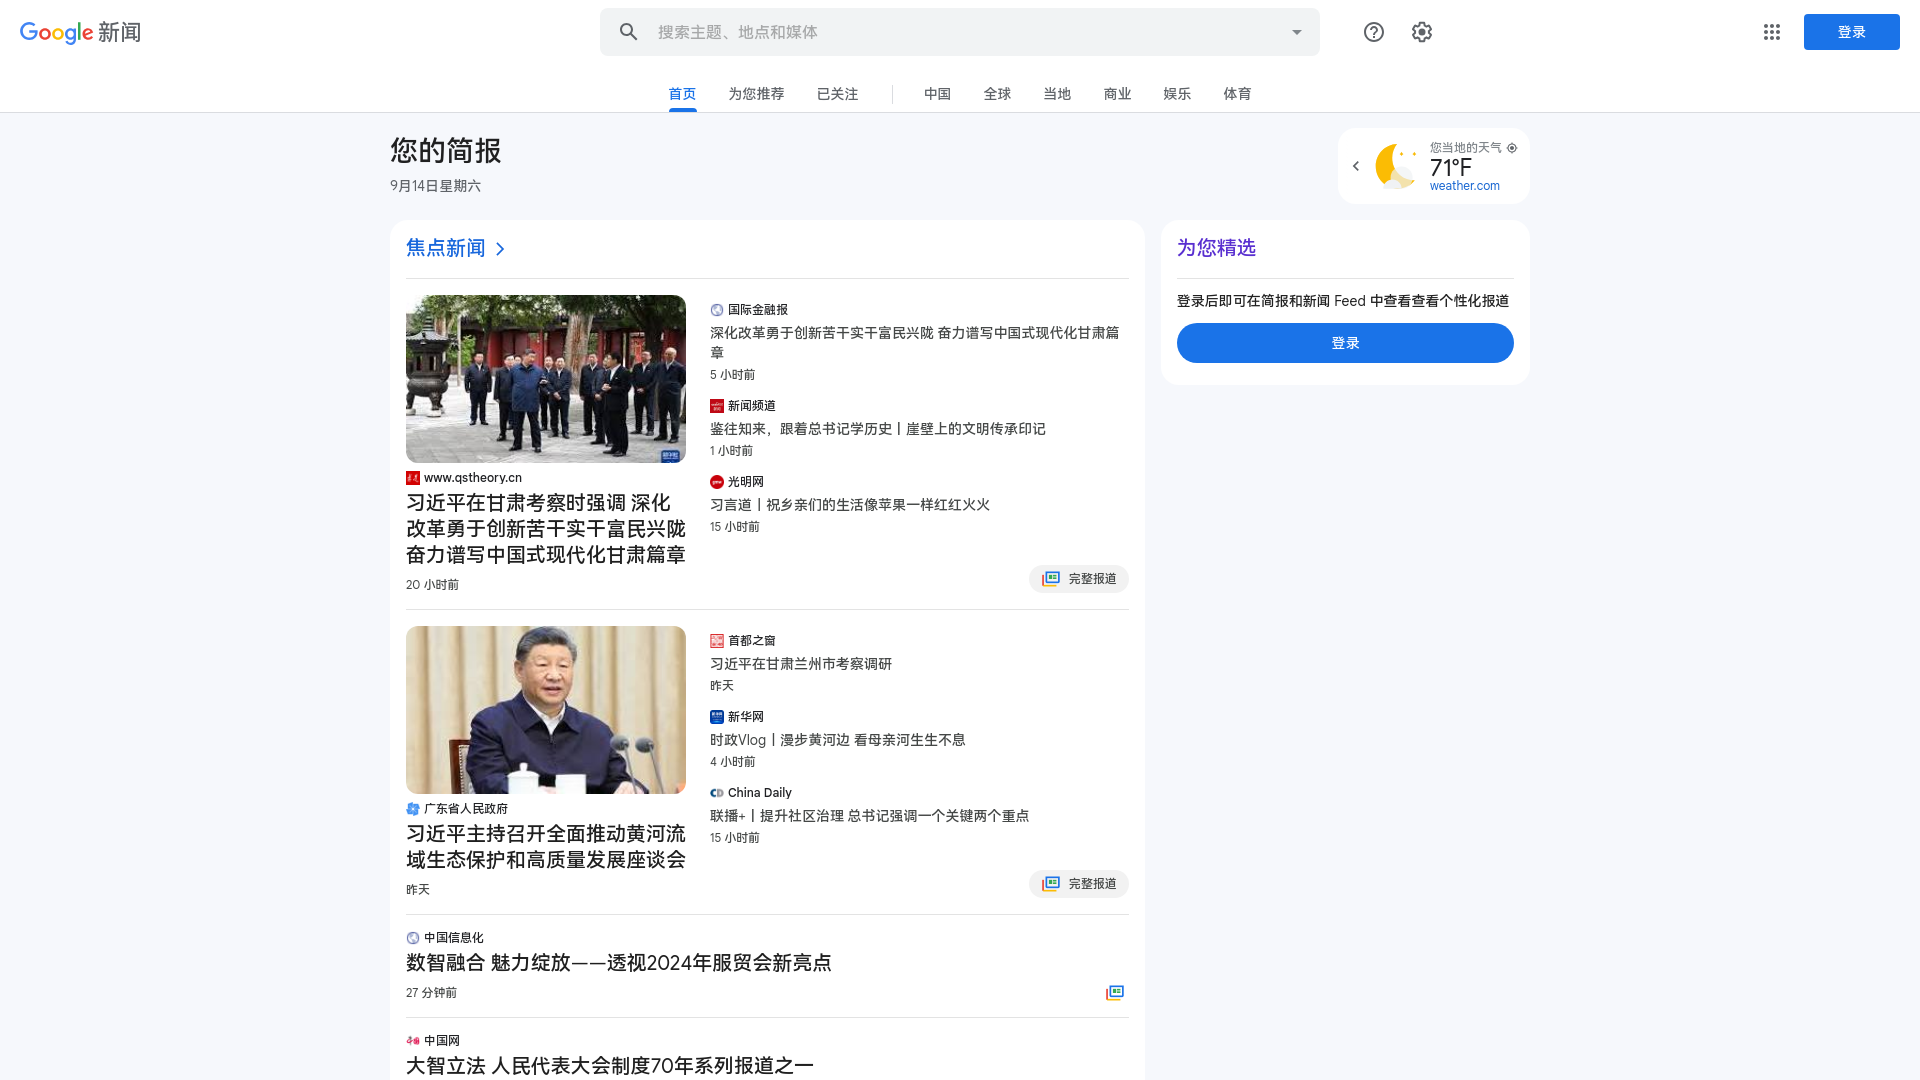 Google 新闻
搜索主题、地点和媒体
登录
首页
为您推荐
已关注
中国
全球
当地
商业
娱乐
体育
您的简报
9月14日星期六
您当地的天气
71°F
weather.com
焦点新闻
www.qstheory.cn
习近平在甘肃考察时强调 深化
改革勇于创新苦干实干富民兴陇
奋力谱写中国式现代化甘肃篇章
20 小时前
国际金融报
深化改革勇于创新苦干实干富民兴陇 奋力谱写中国式现代化甘肃篇
章
5 小时前
新闻频道
鉴往知来，跟着总书记学历史丨崖壁上的文明传承印记
1 小时前
光明网
习言道丨祝乡亲们的生活像苹果一样红红火火
15 小时前
完整报道
广东省人民政府
习近平主持召开全面推动黄河流
域生态保护和高质量发展座谈会
昨天
首都之窗
习近平在甘肃兰州市考察调研
昨天
新华网
时政Vlog丨漫步黄河边 看母亲河生生不息
4 小时前
China Daily
联播+丨提升社区治理 总书记强调一个关键两个重点
15 小时前
完整报道
中国信息化
数智融合 魅力绽放——透视2024年服贸会新亮点
27 分钟前
中国网
大智立法 人民代表大会制度70年系列报道之一
为您精选
登录后即可在简报和新闻 Feed 中查看查看个性化报道
登录